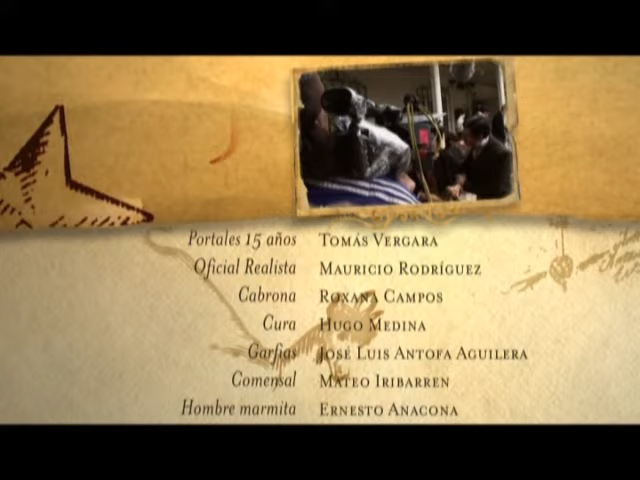 Portales 15 años TOMÁS VERGARA
Oficial Realista MAURICIO RODRÍGUEZ
Cabrona ROXANA CAMPOS
Cura HUGO MEDINA
Garfias JOSÉ LUIS ANTOFA AGUILERA
Comensal MATEO IRIBARREN
Hombre marmita ERNESTO ANACONA